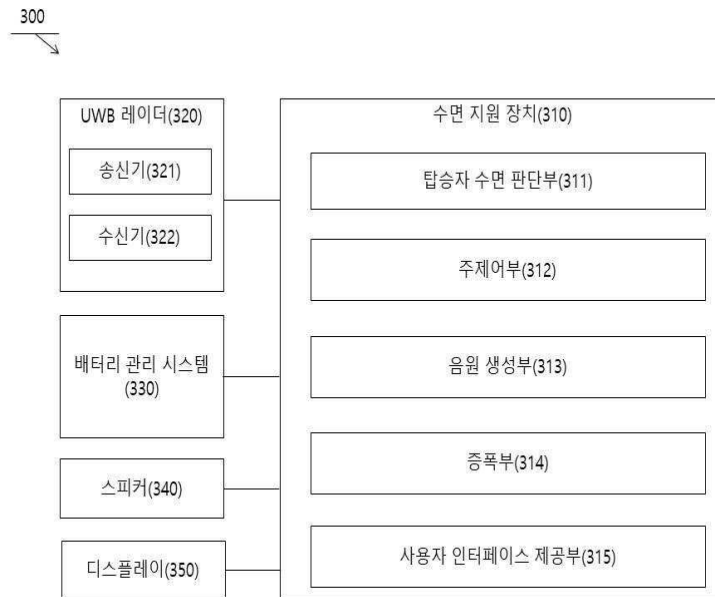 300
UWB 레이더(320)
송신기(321)
수신기(322)
배터리 관리 시스템
(330)
스피커(340)
디스플레이(350)
수면 지원 장치(310)
탑승자 수면 판단부(311)
주제어부(312)
음원 생성부(313)
증폭부(314)
사용자 인터페이스 제공부(315)